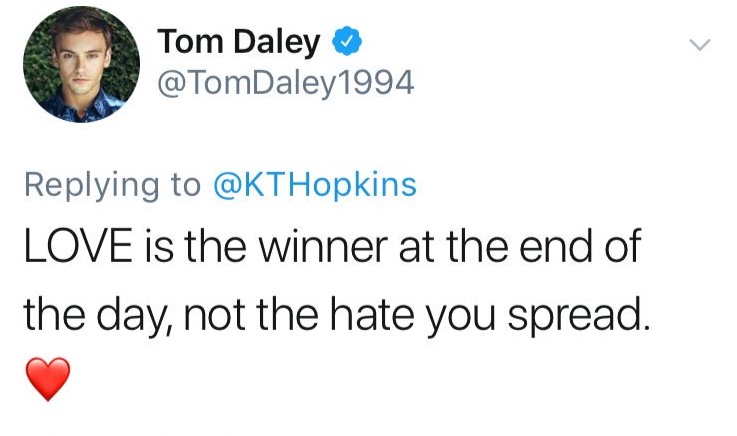 Tom Daley
@TomDaley1994
Replying to @KTHopkins
LOVE is the winner at the end of
the day, not the hate you spread.
❤️